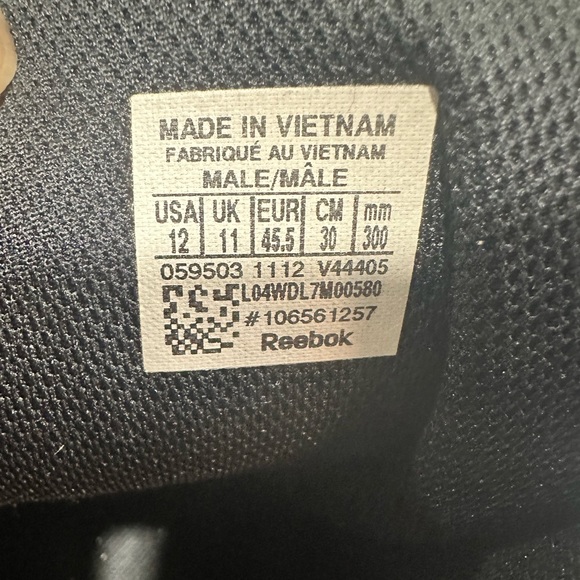 MADE IN VIETNAM
FABRIQUÉ AU VIETNAM
MALE/MÂLE
USA UK EUR CM mm
12 11 45.5 30 300
059503 1112 V44405
L04WDL7M00580
#106561257
Reebok